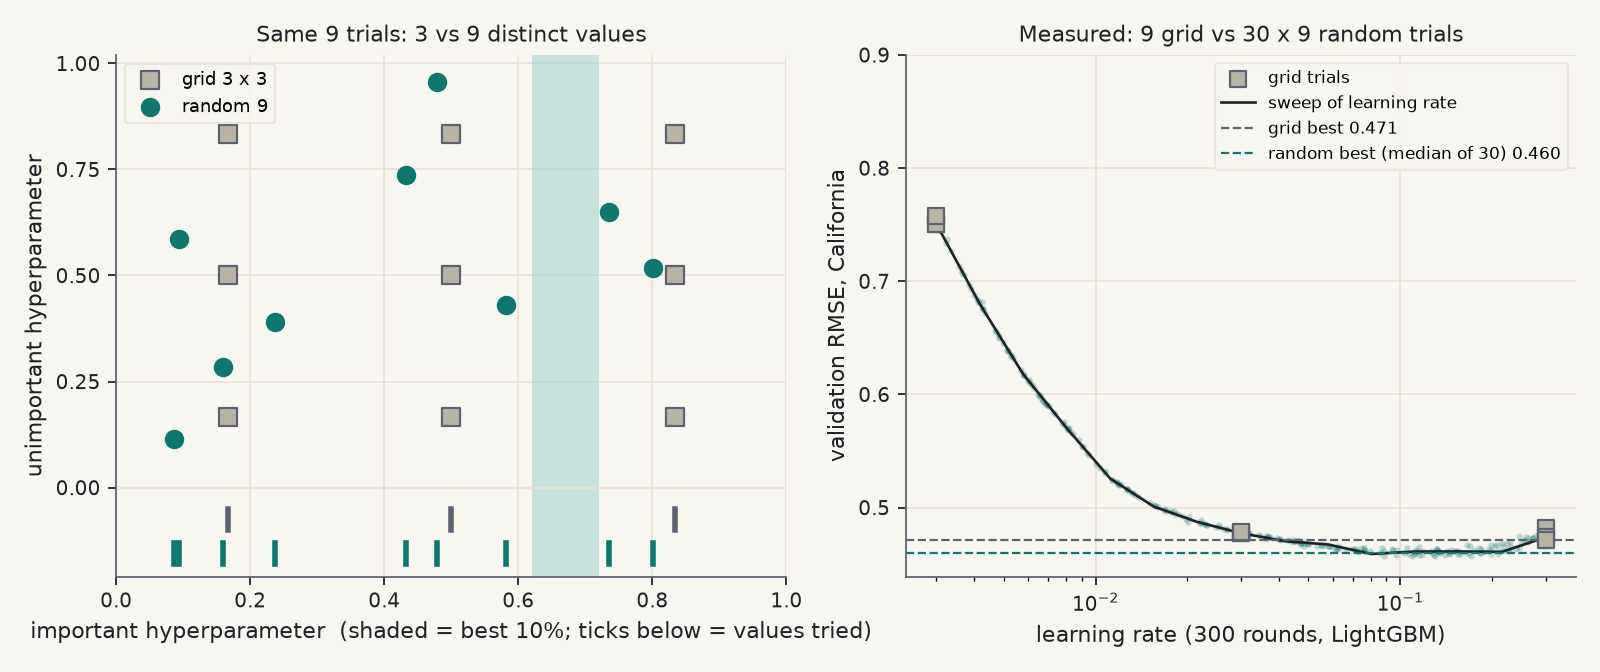 Same 9 trials: 3 vs 9 distinct values
grid 3 x 3
random 9
unimportant hyperparameter
1.00
0.75
0.50
0.25
0.00
0.0
0.2
0.4
0.6
0.8
1.0
important hyperparameter (shaded = best 10%; ticks below = values tried)
Measured: 9 grid vs 30 x 9 random trials
grid trials
sweep of learning rate
grid best 0.471
random best (median of 30) 0.460
validation RMSE, California
0.9
0.8
0.7
0.6
0.5
10⁻²
10⁻¹
learning rate (300 rounds, LightGBM)